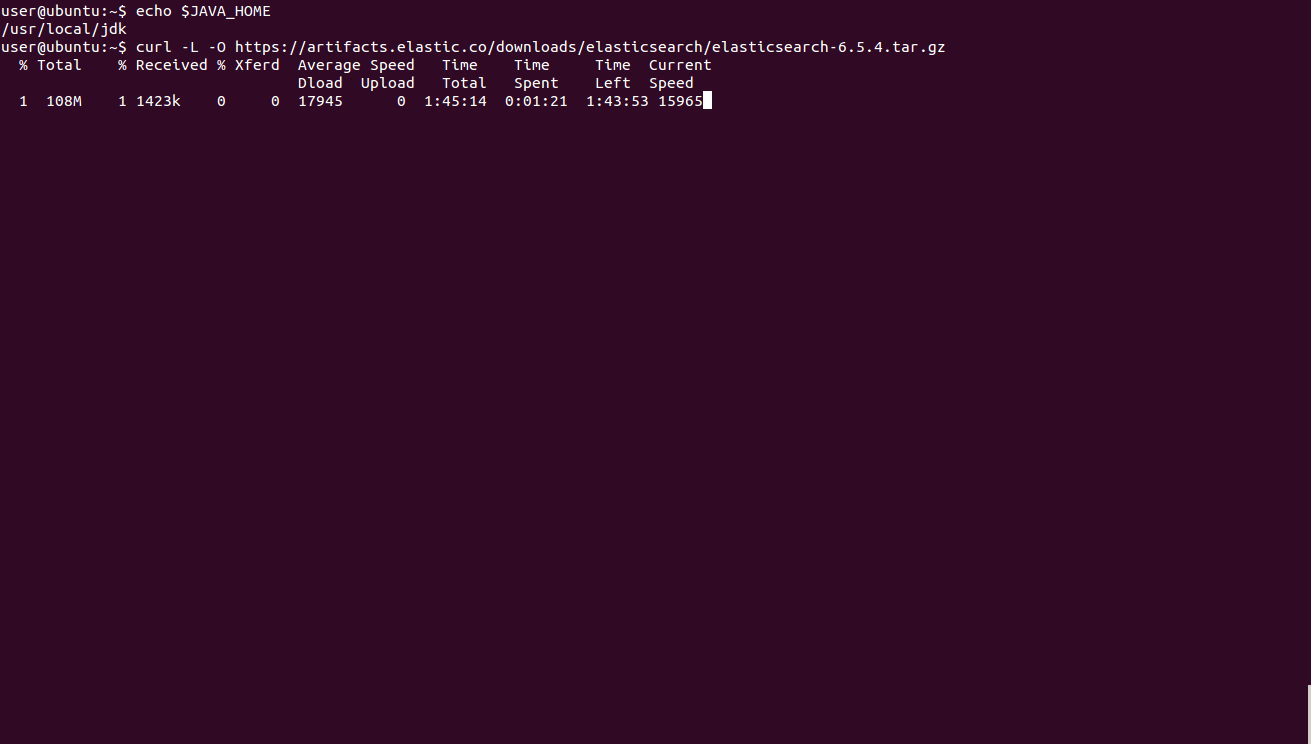 user@ubuntu:~$ echo $JAVA_HOME
/usr/local/jdk
user@ubuntu:~$ curl -L -O https://artifacts.elastic.co/downloads/elasticsearch/elasticsearch-6.5.4.tar.gz
  % Total    % Received % Xferd  Average Speed   Time    Time     Time  Current
                                 Dload  Upload   Total   Spent    Left  Speed
  1  108M    1 1423k    0     0  17945      0  1:45:14  0:01:21  1:43:53 15965